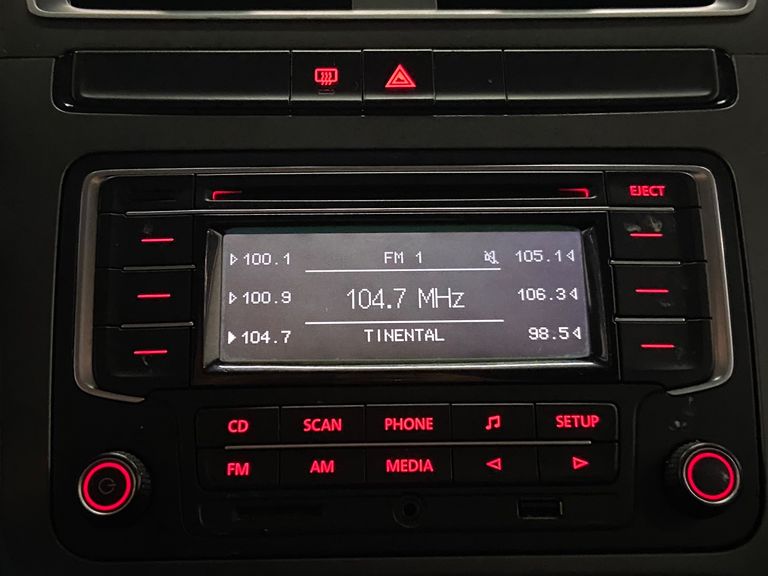 EJECT
100.1 FM 1 105.1
100.9 104.7 MHz 106.3
104.7 TINENTAL 98.5
CD SCAN PHONE SETUP
FM AM MEDIA